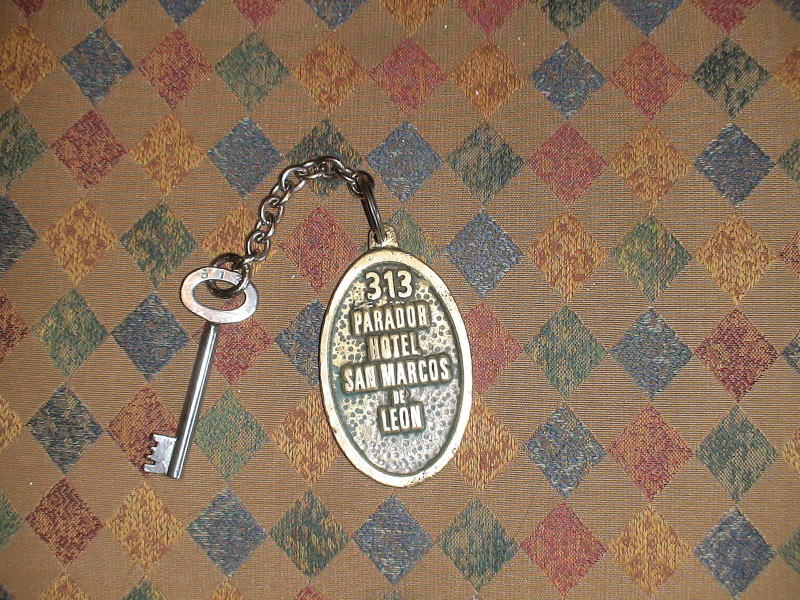 313
PARADOR
HOTEL
SAN MARCOS
DE
LEON